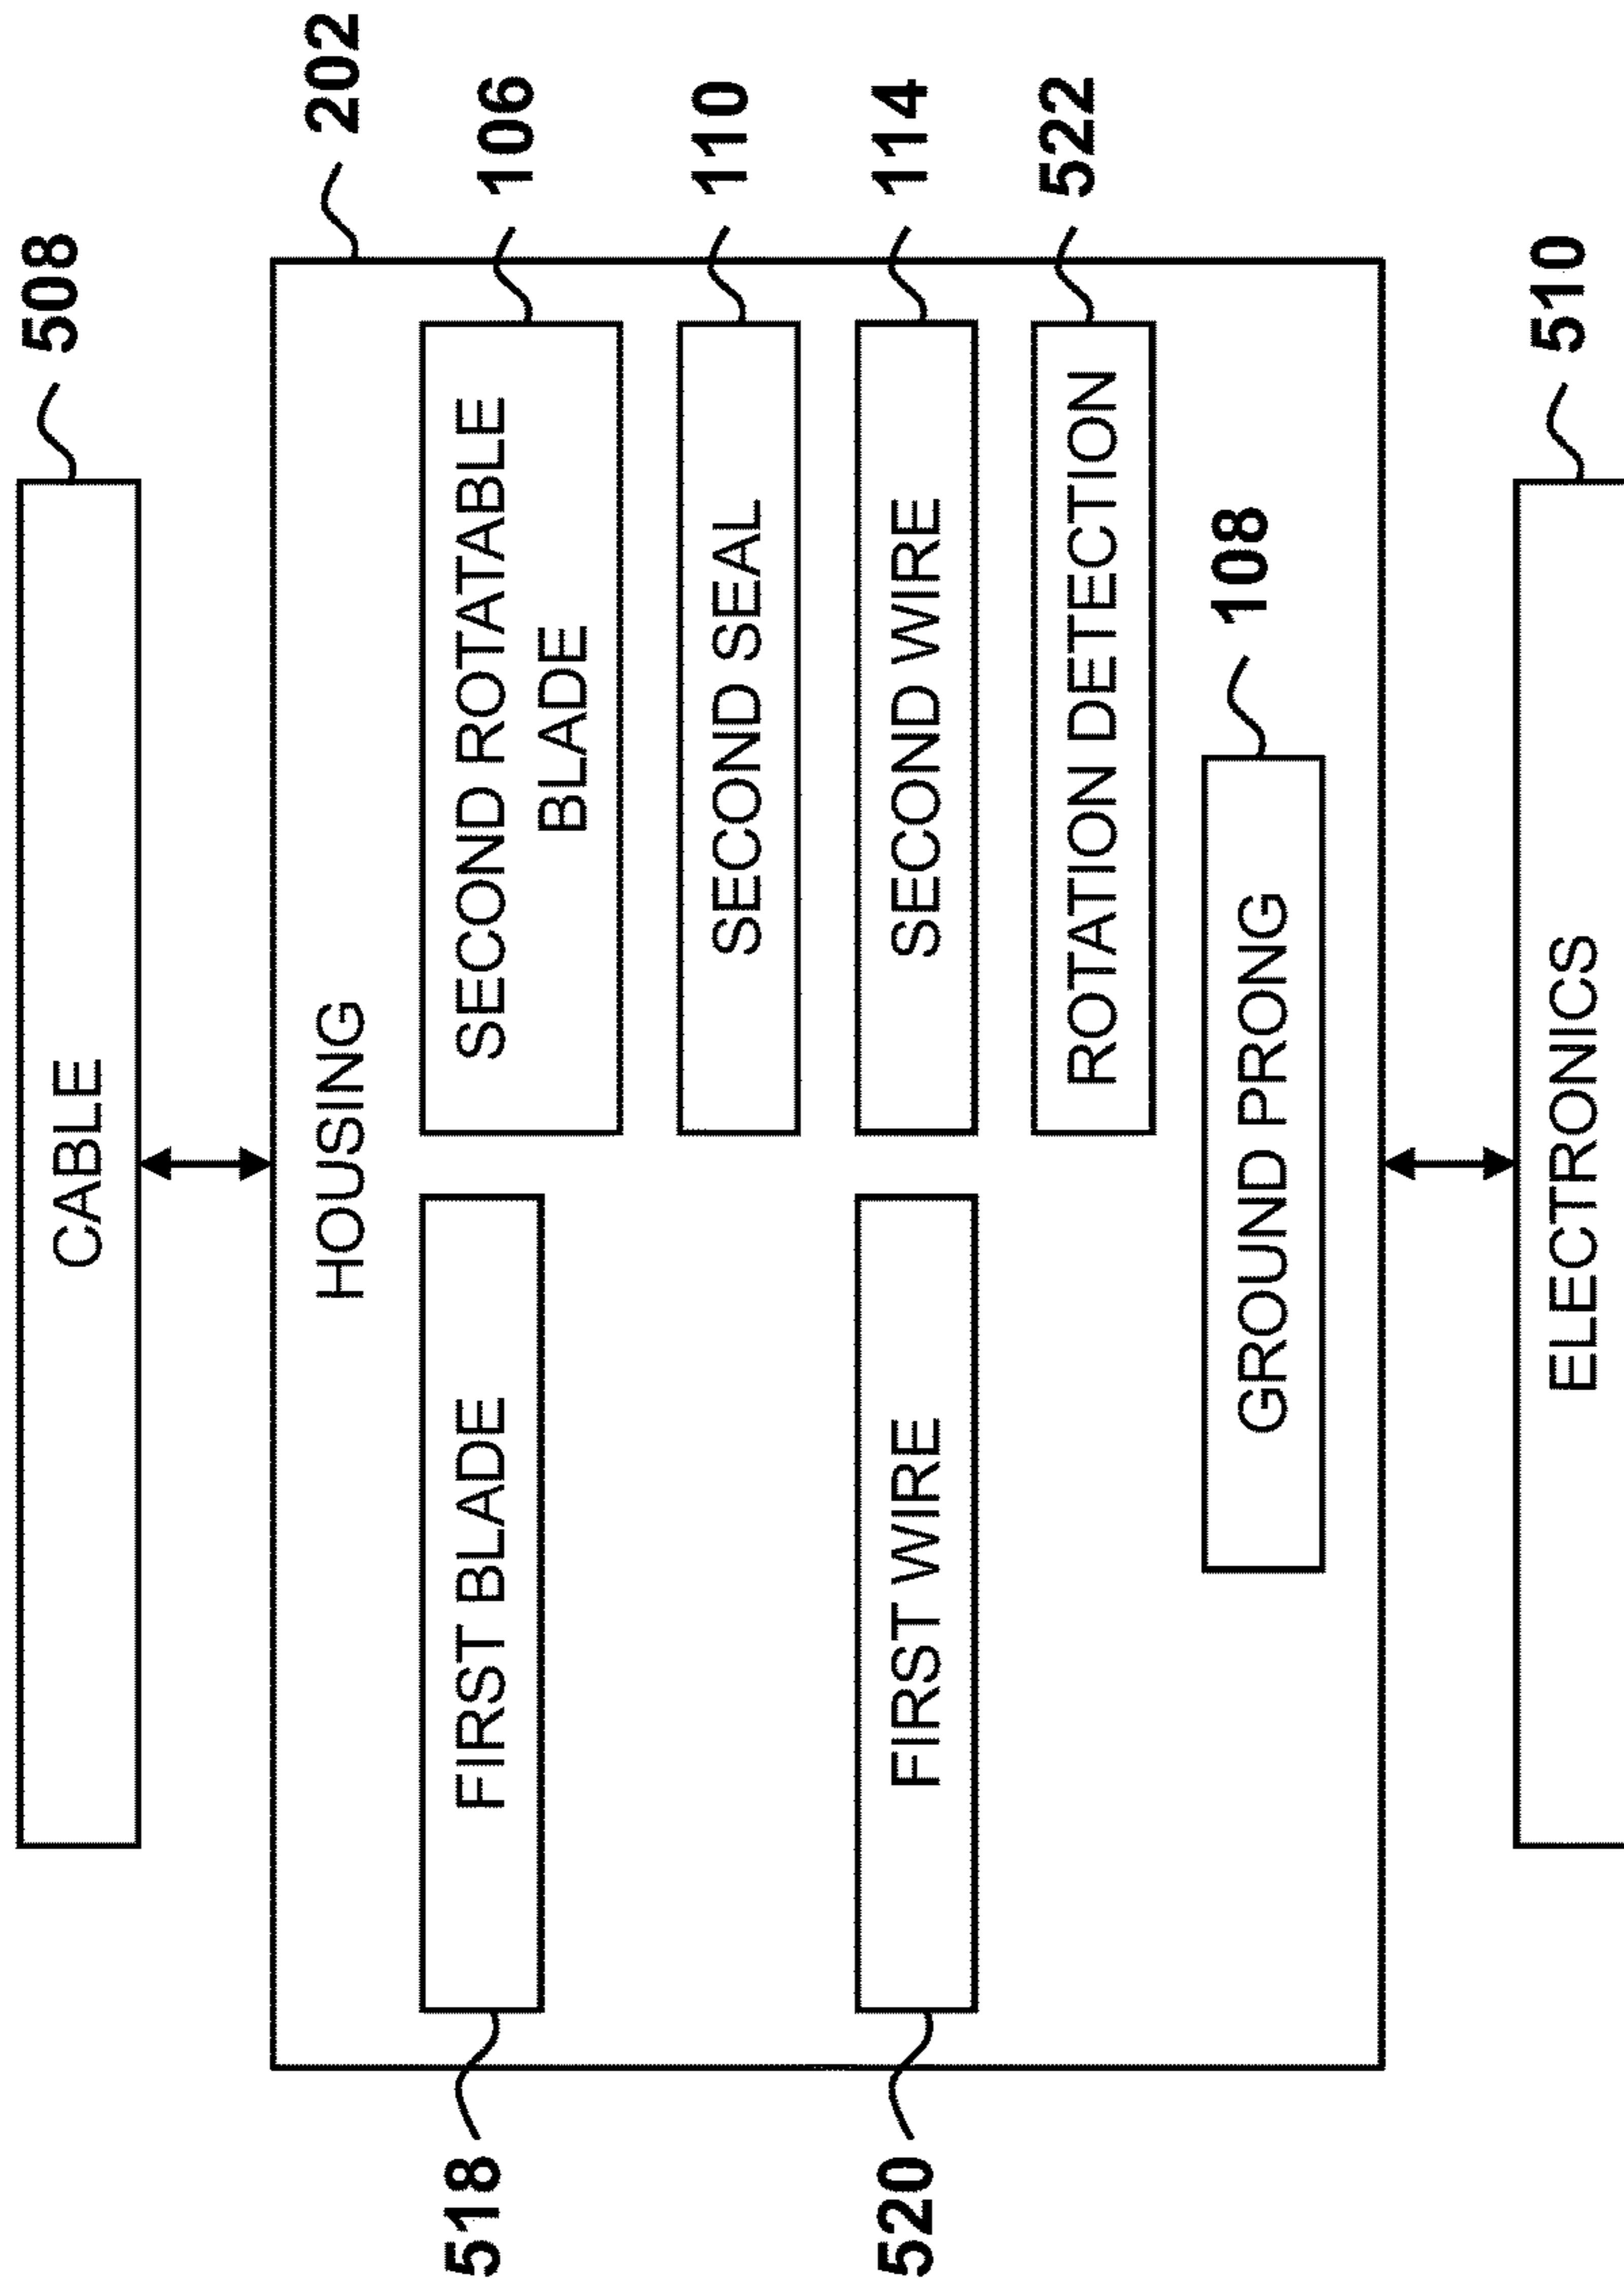 CABLE
508
HOUSING
202
518
FIRST BLADE
SECOND ROTATABLE
BLADE
106
SECOND SEAL
110
520
FIRST WIRE
SECOND WIRE
114
ROTATION DETECTION
522
GROUND PRONG
108
ELECTRONICS
510